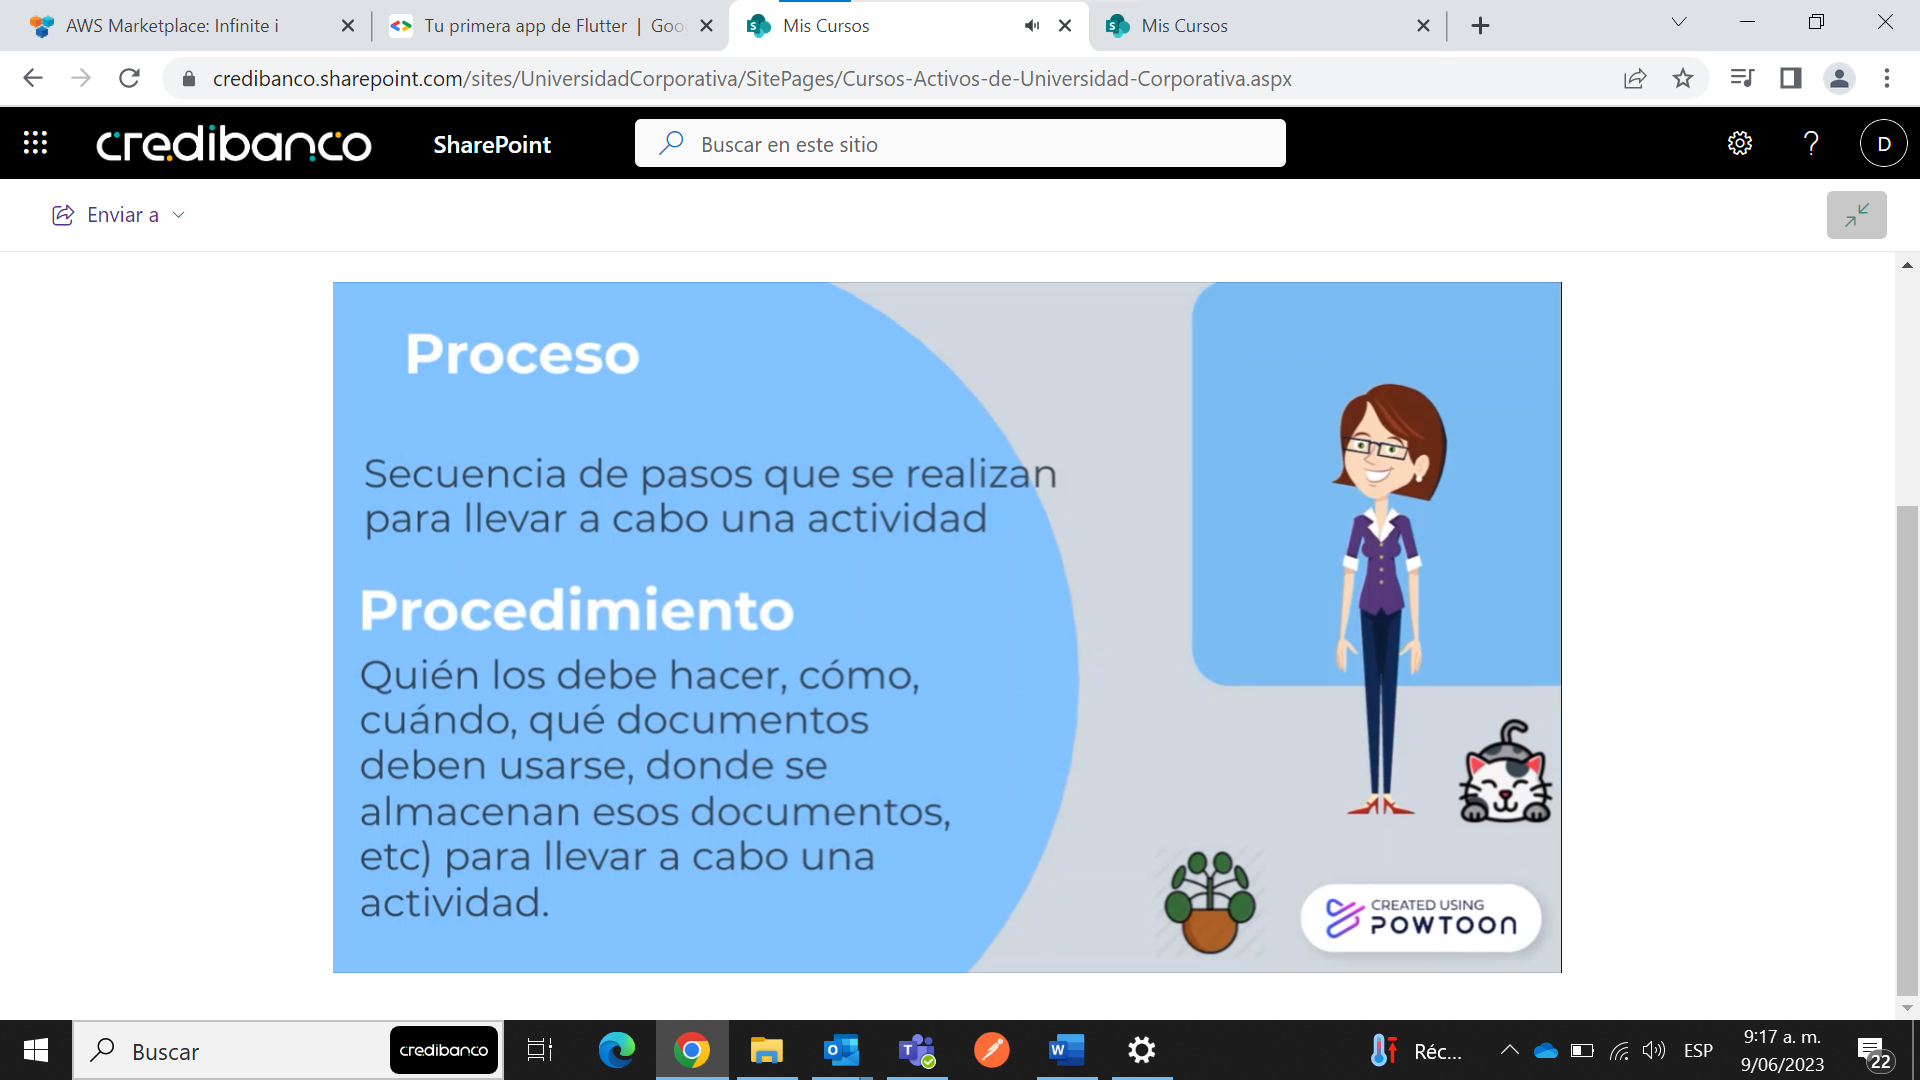 AWS Marketplace: Infinite i
Tu primera app de Flutter | Goo
Mis Cursos
Mis Cursos
credibanco.sharepoint.com/sites/UniversidadCorporativa/SitePages/Cursos-Activos-de-Universidad-Corporativa.aspx
credibanco
SharePoint
Buscar en este sitio
D
Enviar a
Proceso
Secuencia de pasos que se realizan
para llevar a cabo una actividad
Procedimiento
Quién los debe hacer, cómo,
cuándo, qué documentos
deben usarse, donde se
almacenan esos documentos,
etc) para llevar a cabo una
actividad.
CREATED USING
POWTOON
Buscar
credibanco
Réc...
ESP
9:17 a. m.
9/06/2023
22